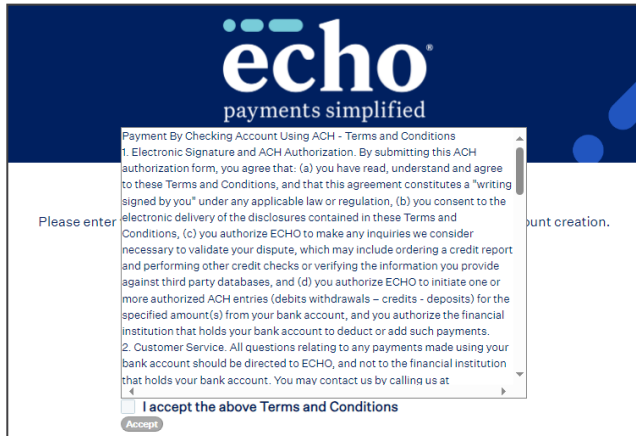 echo®
payments simplified
Payment By Checking Account Using ACH - Terms and Conditions
1. Electronic Signature and ACH Authorization. By submitting this ACH
authorization form, you agree that: (a) you have read, understand and agree
to these Terms and Conditions, and that this agreement constitutes a "writing
signed by you" under any applicable law or regulation, (b) you consent to the
electronic delivery of the disclosures contained in these Terms and
Conditions, (c) you authorize ECHO to make any inquiries we consider
necessary to validate your dispute, which may include ordering a credit report
and performing other credit checks or verifying the information you provide
against third party databases, and (d) you authorize ECHO to initiate one or
more authorized ACH entries (debits withdrawals – credits - deposits) for the
specified amount(s) from your bank account, and you authorize the financial
institution that holds your bank account to deduct or add such payments.
2. Customer Service. All questions relating to any payments made using your
bank account should be directed to ECHO, and not to the financial institution
that holds your bank account. You may contact us by calling us at
Please enter
ount creation.
I accept the above Terms and Conditions
Accept